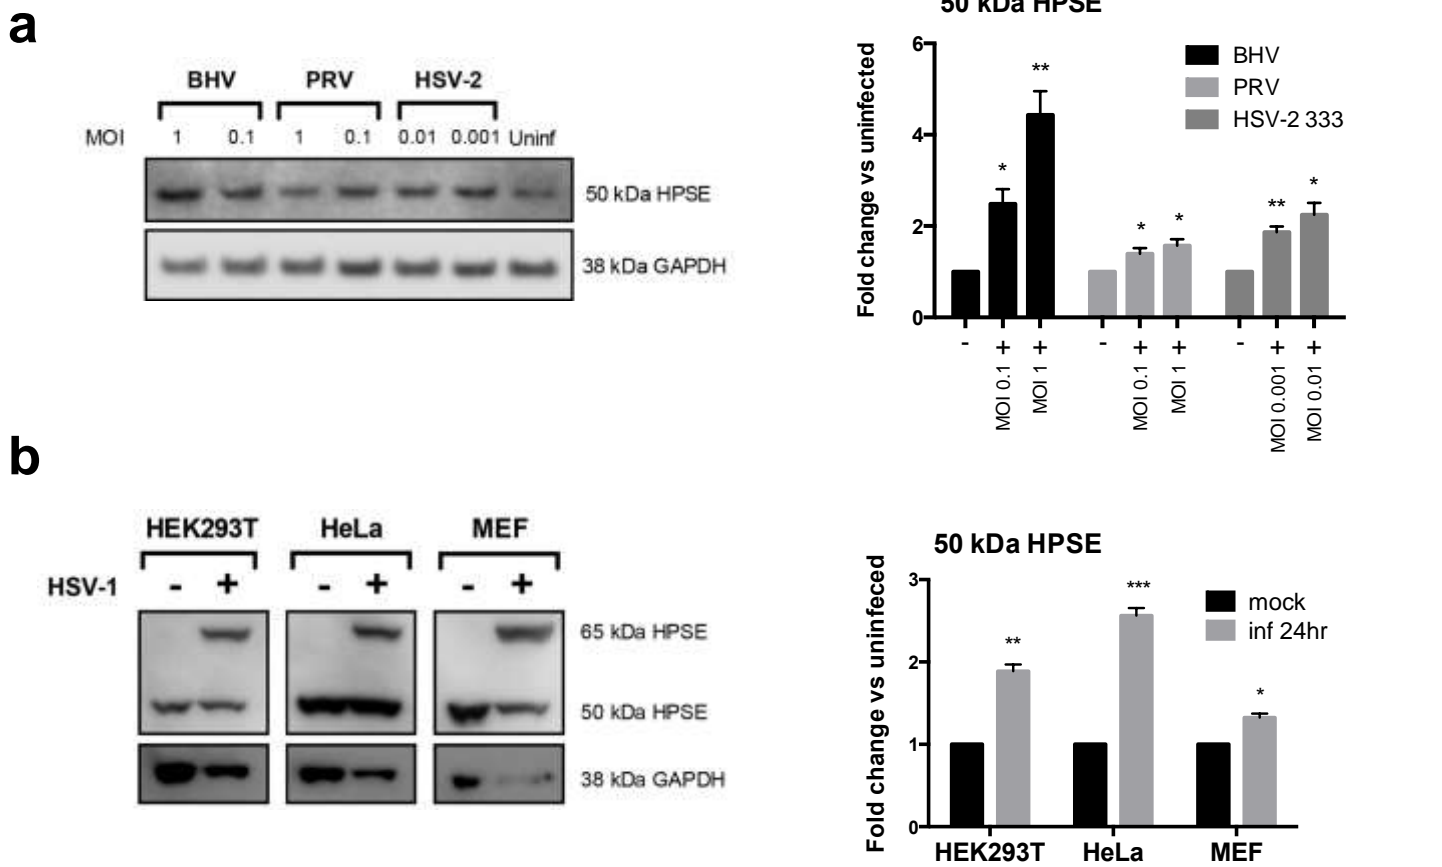 a
BHV PRV HSV-2
MOI 1 0.1 1 0.1 0.01 0.001 Uninf
50 kDa HPSE
38 kDa GAPDH
50 kDa HPSE
Fold change vs uninfected
6
4
2
0
BHV
PRV
HSV-2 333
* ** * * ** *
- + + - + + - + +
MOI 0.1 MOI 1 MOI 0.1 MOI 1 MOI 0.001 MOI 0.01
b
HEK293T HeLa MEF
HSV-1 - + - + - +
65 kDa HPSE
50 kDa HPSE
38 kDa GAPDH
50 kDa HPSE
Fold change vs uninfeced
3
2
1
0
mock
inf 24hr
** *** *
HEK293T HeLa MEF